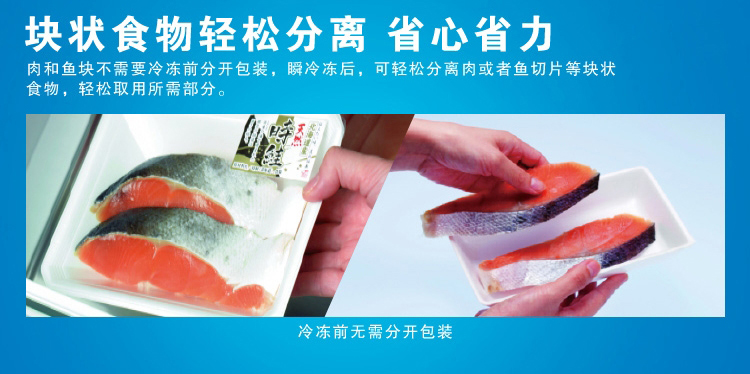 块状食物轻松分离 省心省力
肉和鱼块不需要冷冻前分开包装，瞬冷冻后，可轻松分离肉或者鱼切片等块状
食物，轻松取用所需部分。
天然
冷冻前无需分开包装